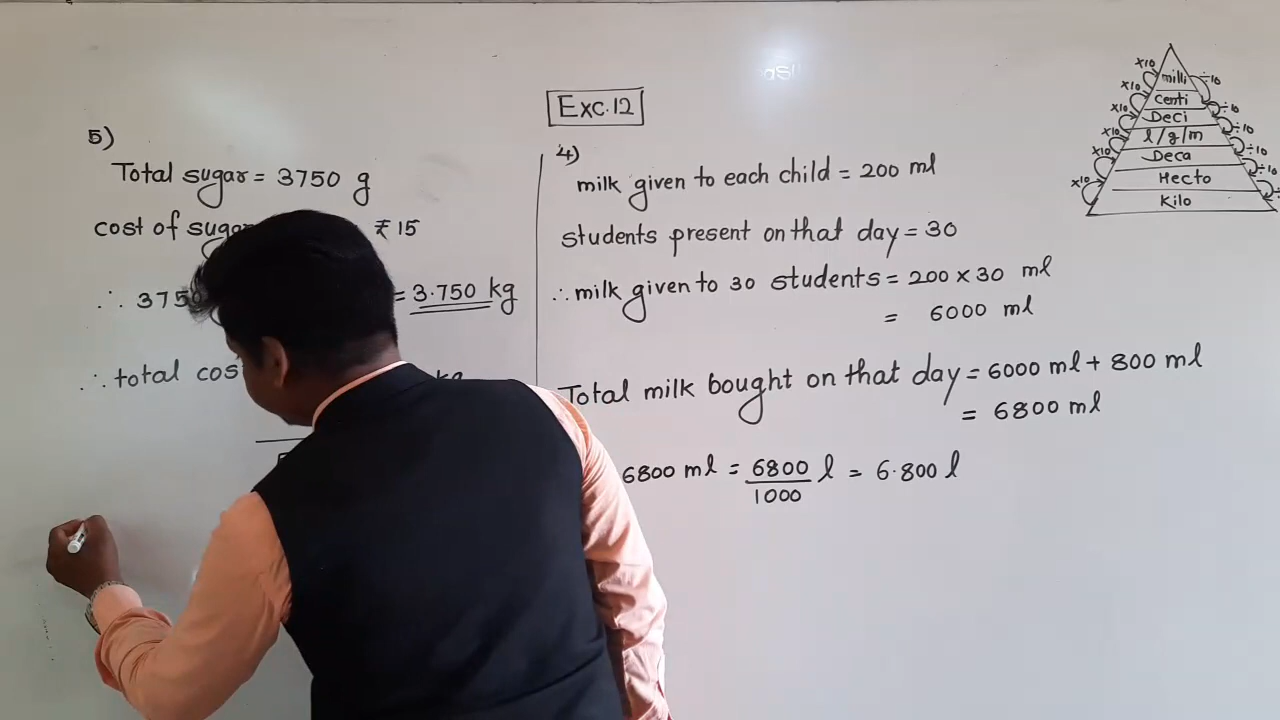 Exc.12
5)
Total sugar = 3750 g
cost of sugar ₹ 15
∴ 3750 = 3.750 kg
∴ total cos kg
4)
milk given to each child = 200 ml
students present on that day = 30
∴ milk given to 30 students = 200 x 30 ml
= 6000 ml
Total milk bought on that day = 6000 ml + 800 ml
= 6800 ml
6800 ml = 6800/1000 l = 6.800 l
x10 milli ÷10
x10 centi ÷10
x10 Deci ÷10
x10 l/g/m ÷10
x10 Deca ÷10
x10 Hecto ÷
Kilo